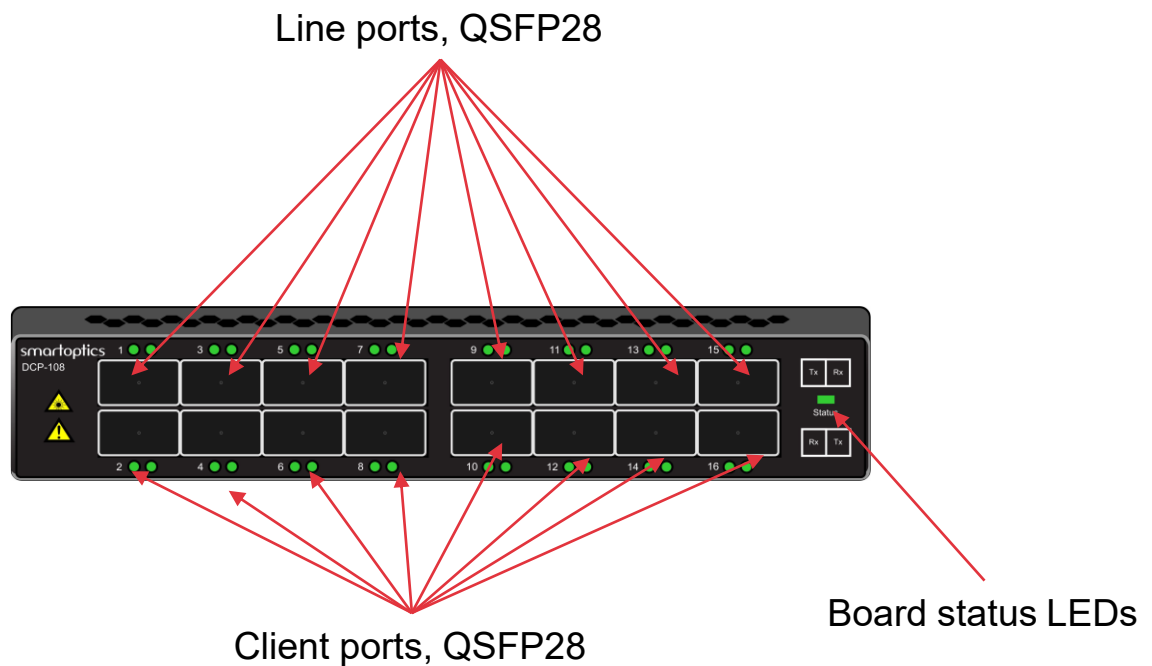 Line ports, QSFP28
smartoptics 1 3 5 7 9 11 13 15
DCP-108
Tx Rx
Status
Rx Tx
2 4 6 8 10 12 14 16
Board status LEDs
Client ports, QSFP28